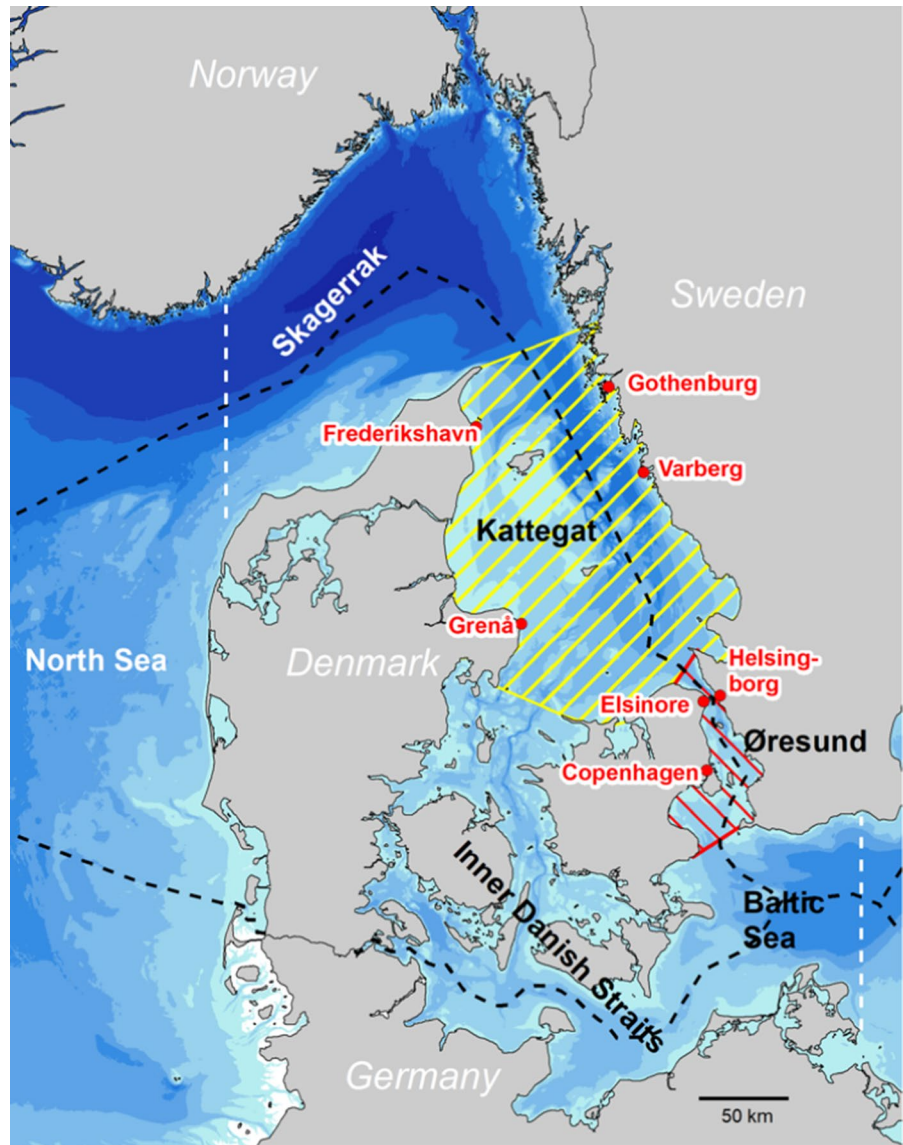 Norway
Skagerrak
Sweden
Gothenburg
Frederikshavn
Varberg
Kattegat
Grenå
North Sea
Denmark
Helsing-
borg
Elsinore
Øresund
Copenhagen
Inner Danish Straits
Baltic
Sea
Germany
50 km